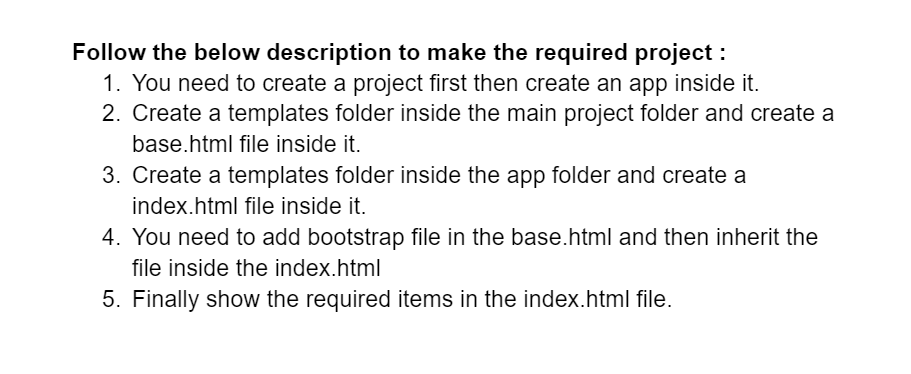 Follow the below description to make the required project :
1. You need to create a project first then create an app inside it.
2. Create a templates folder inside the main project folder and create a
base.html file inside it.
3. Create a templates folder inside the app folder and create a
index.html file inside it.
4. You need to add bootstrap file in the base.html and then inherit the
file inside the index.html
5. Finally show the required items in the index.html file.